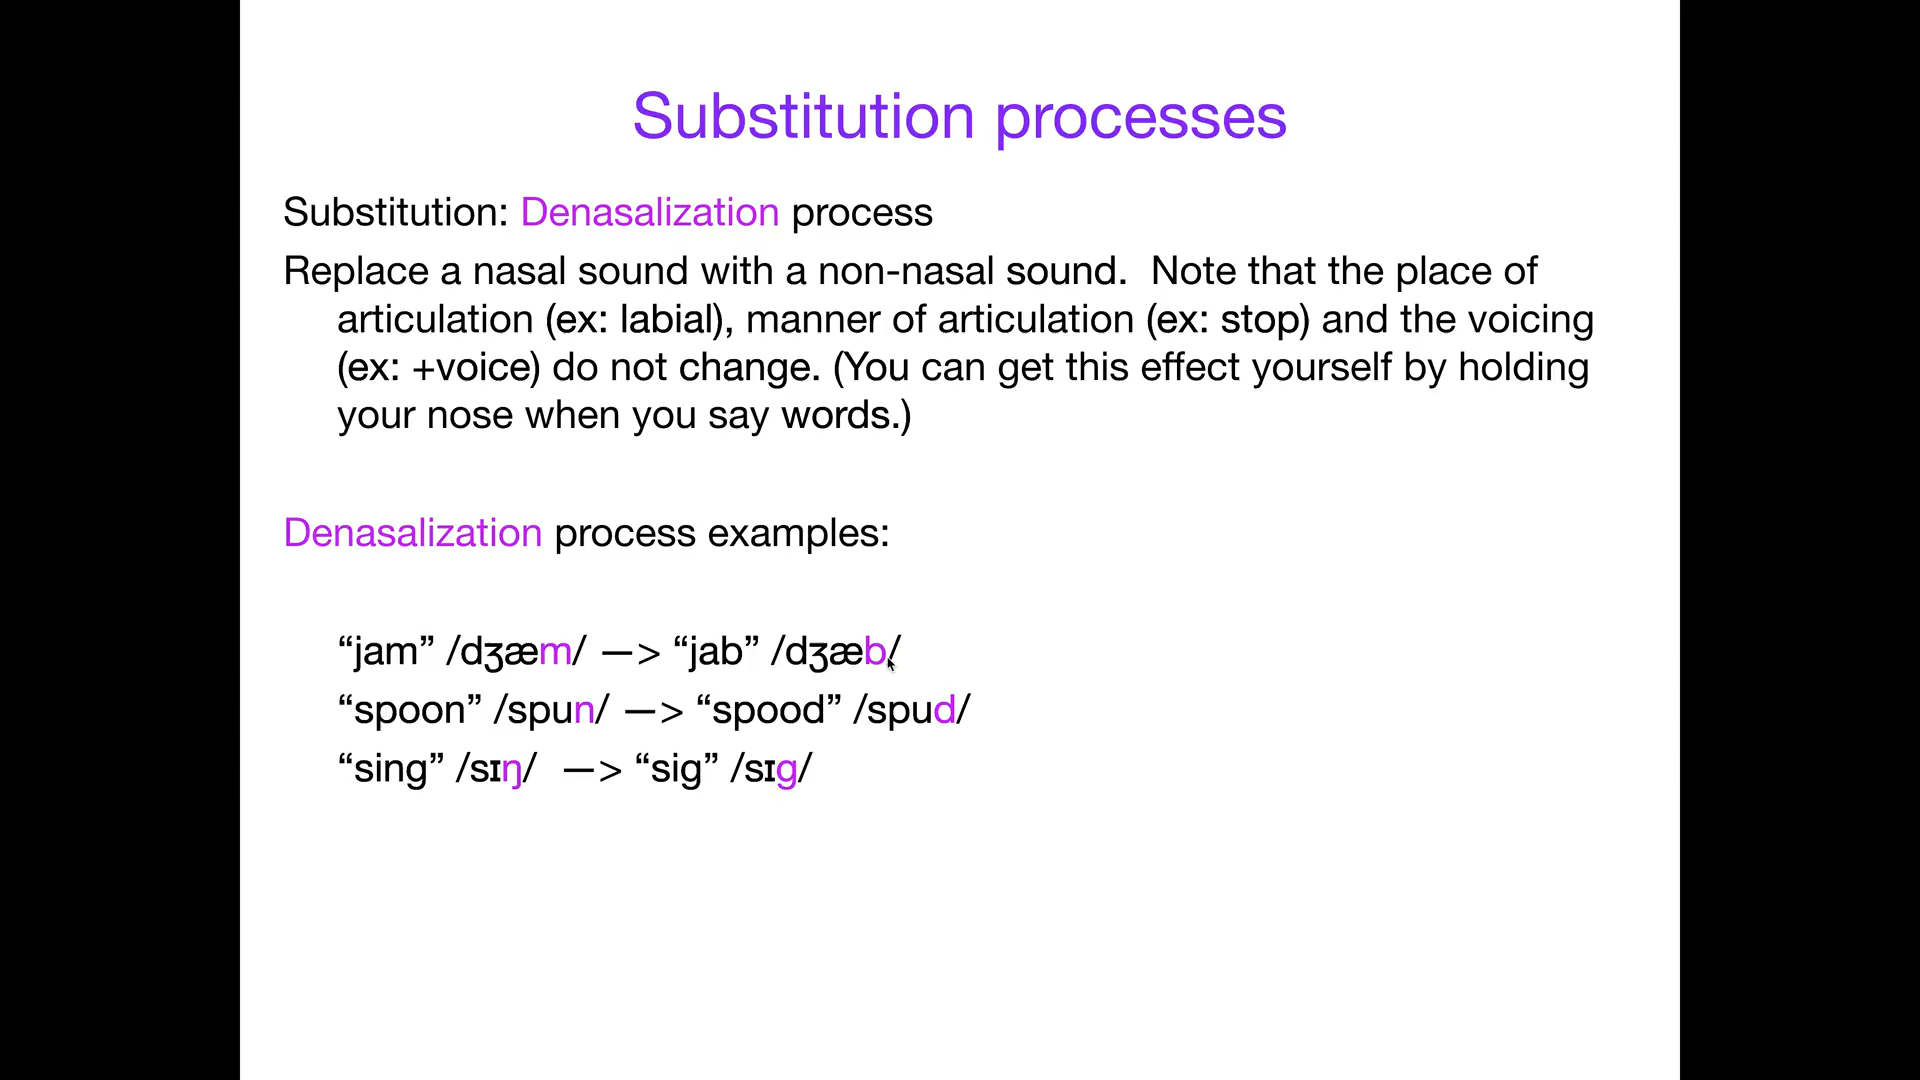 Substitution processes
Substitution: Denasalization process
Replace a nasal sound with a non-nasal sound.  Note that the place of
articulation (ex: labial), manner of articulation (ex: stop) and the voicing
(ex: +voice) do not change. (You can get this effect yourself by holding
your nose when you say words.)
Denasalization process examples:
“jam” /dʒæm/ —> “jab” /dʒæb/
“spoon” /spun/ —> “spood” /spud/
“sing” /sɪŋ/  —> “sig” /sɪg/